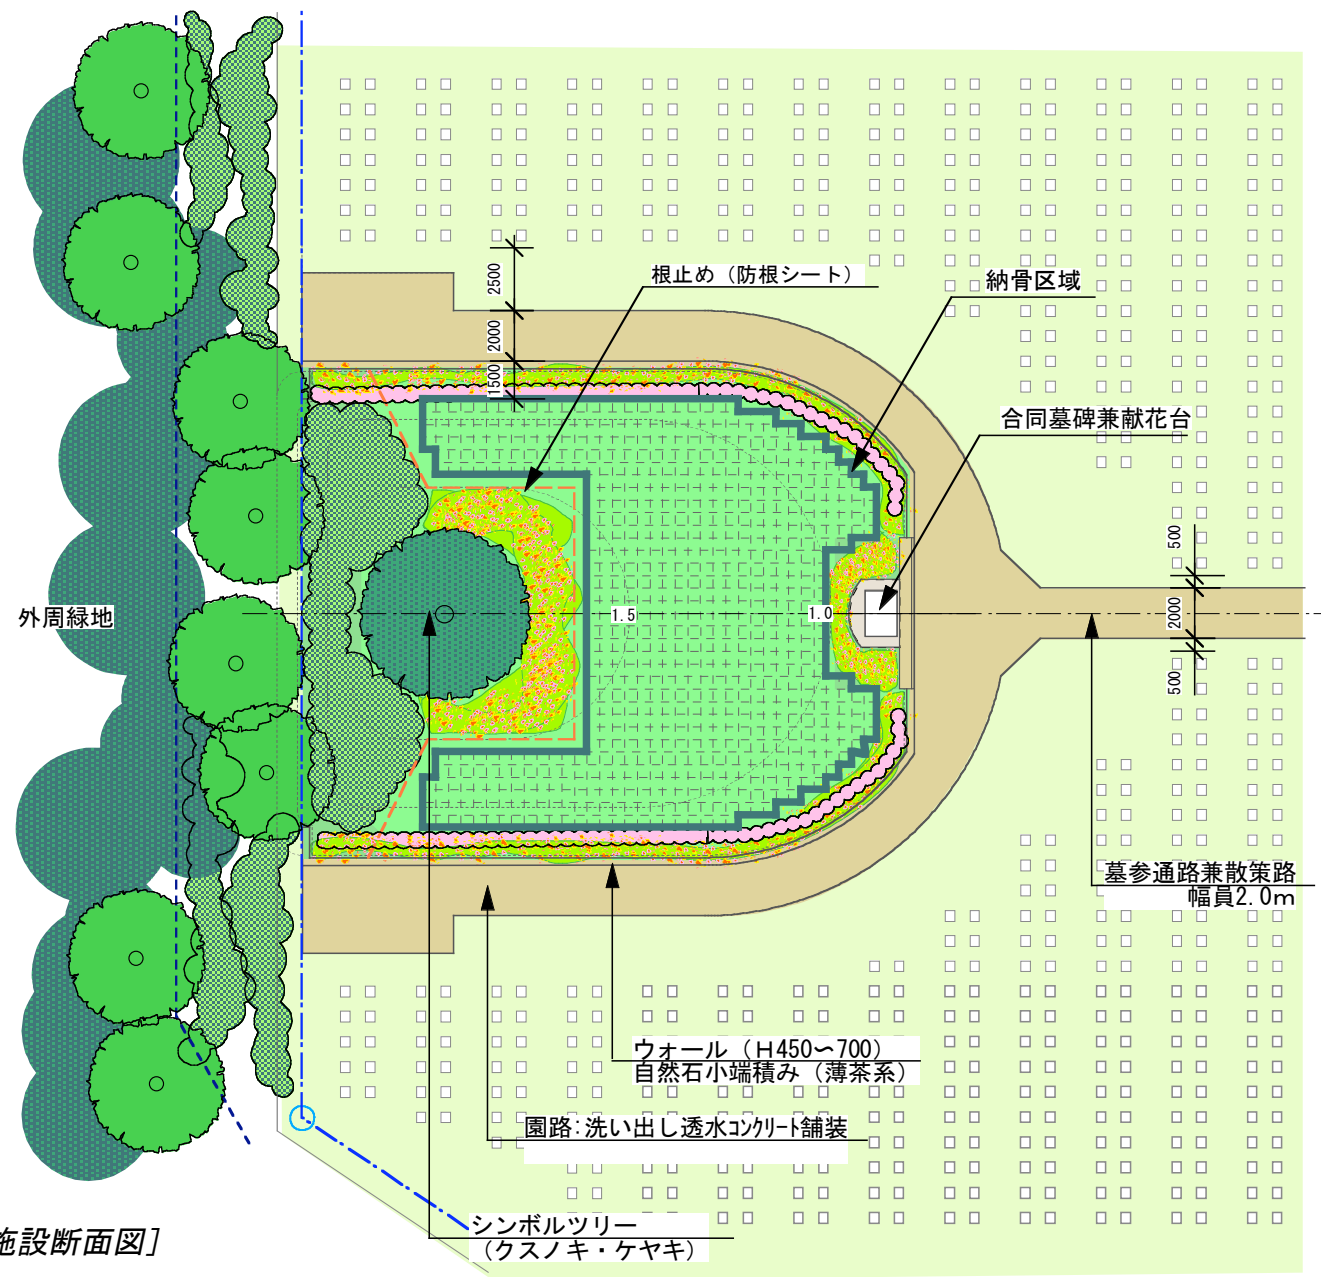 2500
根止め（防根シート）
納骨区域
2000
1500
合同墓碑兼献花台
500
外周緑地
1.5
1.0
2000
500
墓参通路兼散策路
幅員2.0m
ウォール（H450〜700）
自然石小端積み（薄茶系）
園路:洗い出し透水ｺﾝｸﾘｰﾄ舗装
シンボルツリー
（クスノキ・ケヤキ）
施設断面図］